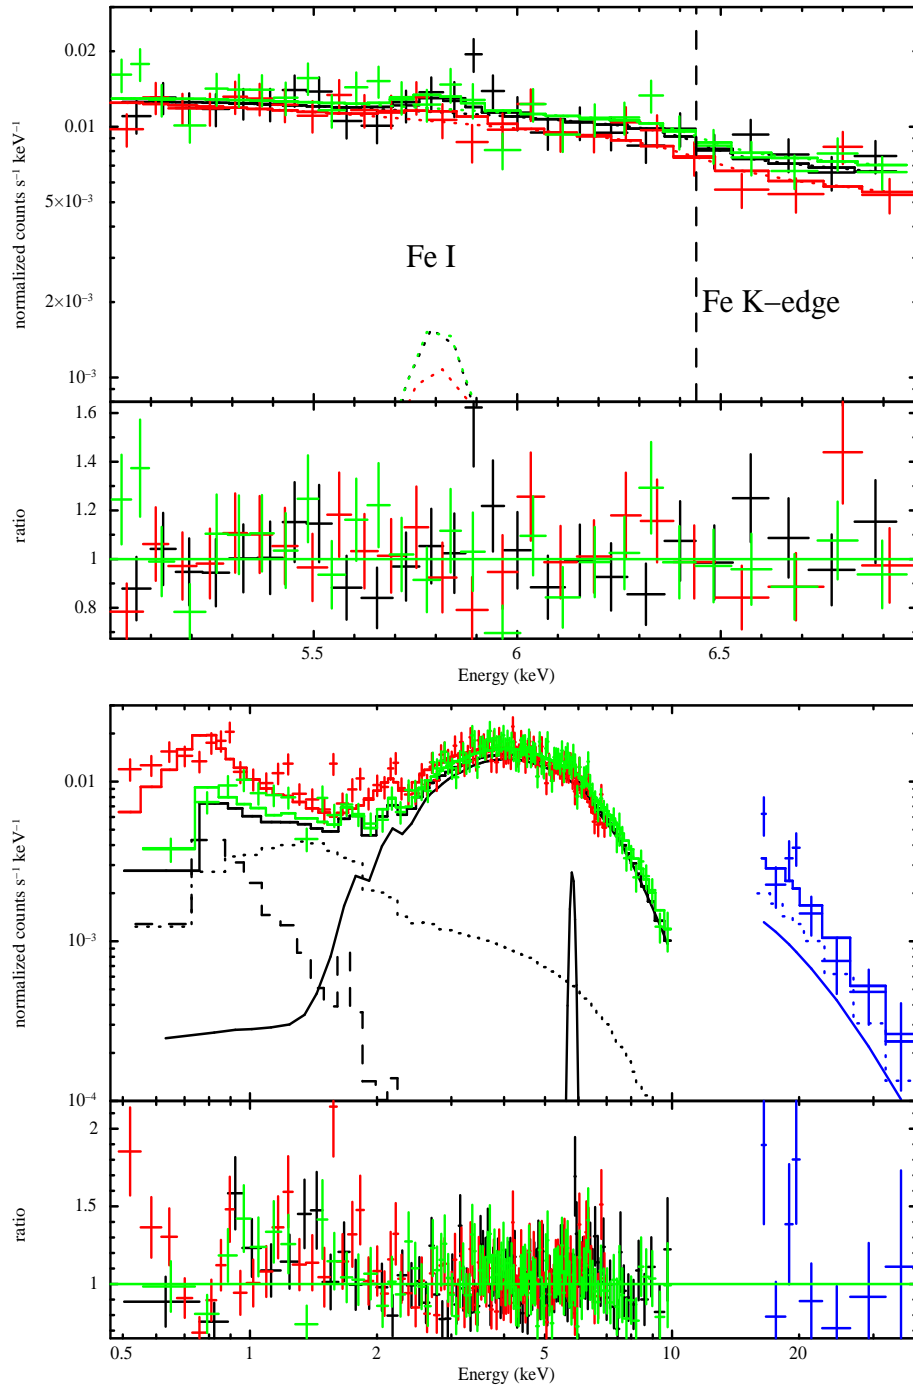 0.02
0.01
5×10⁻³
2×10⁻³
10⁻³
normalized counts s⁻¹ keV⁻¹
Fe I
Fe K−edge
1.6
1.4
1.2
1
0.8
ratio
5.5 6 6.5
Energy (keV)
0.01
10⁻³
10⁻⁴
normalized counts s⁻¹ keV⁻¹
2
1.5
1
ratio
0.5 1 2 5 10 20
Energy (keV)